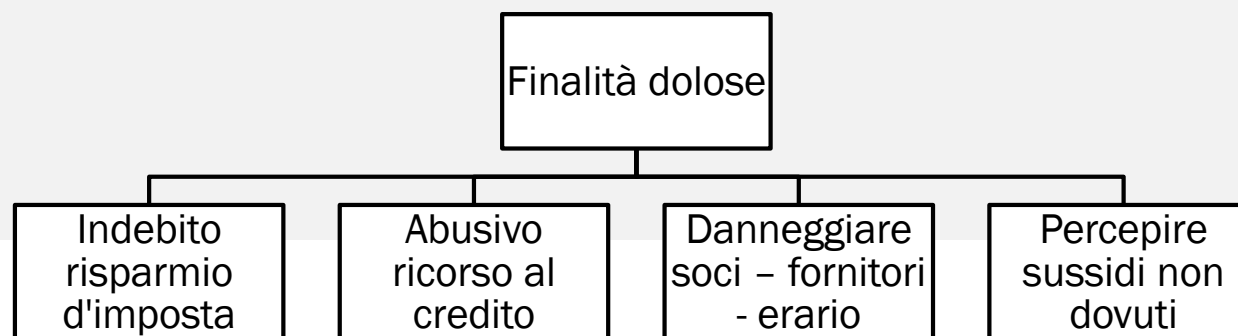 Finalità dolose
Indebito
risparmio
d'imposta
Abusivo
ricorso al
credito
Danneggiare
soci – fornitori
- erario
Percepire
sussidi non
dovuti